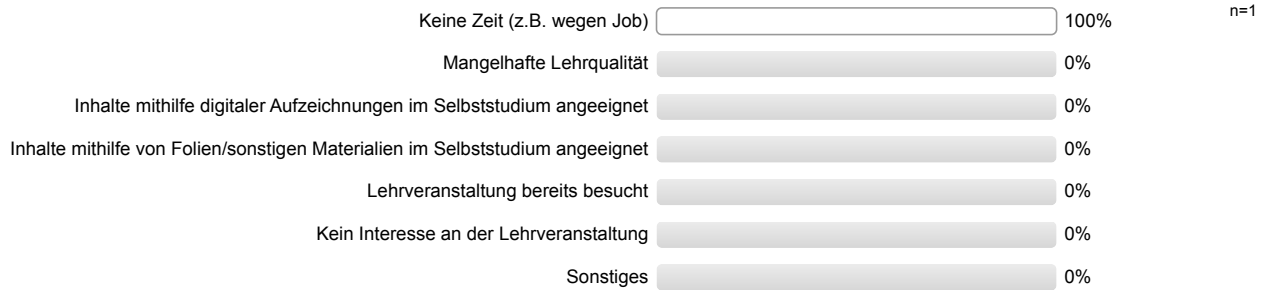 Keine Zeit (z.B. wegen Job) 100% n=1
Mangelhafte Lehrqualität 0%
Inhalte mithilfe digitaler Aufzeichnungen im Selbststudium angeeignet 0%
Inhalte mithilfe von Folien/sonstigen Materialien im Selbststudium angeeignet 0%
Lehrveranstaltung bereits besucht 0%
Kein Interesse an der Lehrveranstaltung 0%
Sonstiges 0%